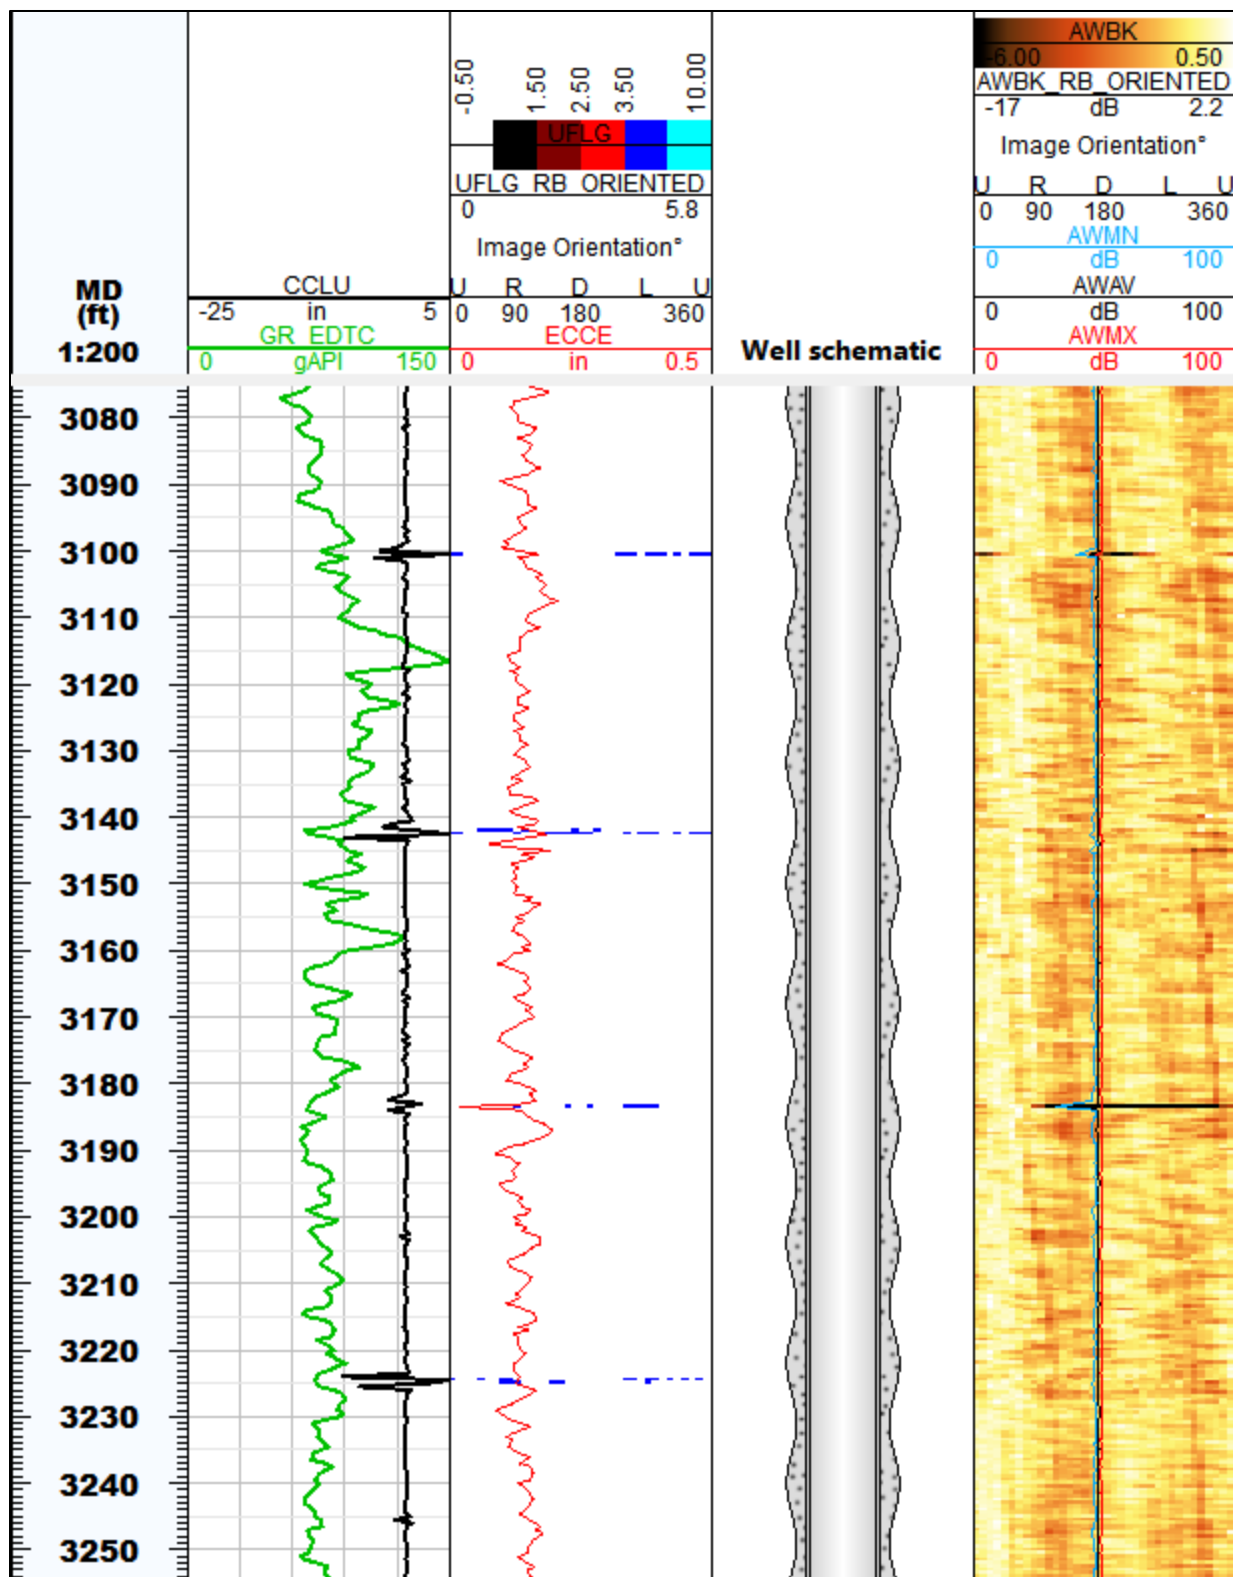 AWBK
-6.00 0.50
AWBK_RB_ORIENTED
-17 dB 2.2
Image Orientation°
U R D L U
0 90 180 360
AWMN
0 dB 100
AWAV
0 dB 100
AWMX
0 dB 100
-0.50 1.50 2.50 3.50 10.00
UFLG
UFLG RB ORIENTED
0 5.8
Image Orientation°
U R D L U
0 90 180 360
ECCE
0 in 0.5
CCLU
-25 in 5
GR_EDTC
0 gAPI 150
MD
(ft)
1:200
Well schematic
3080
3090
3100
3110
3120
3130
3140
3150
3160
3170
3180
3190
3200
3210
3220
3230
3240
3250